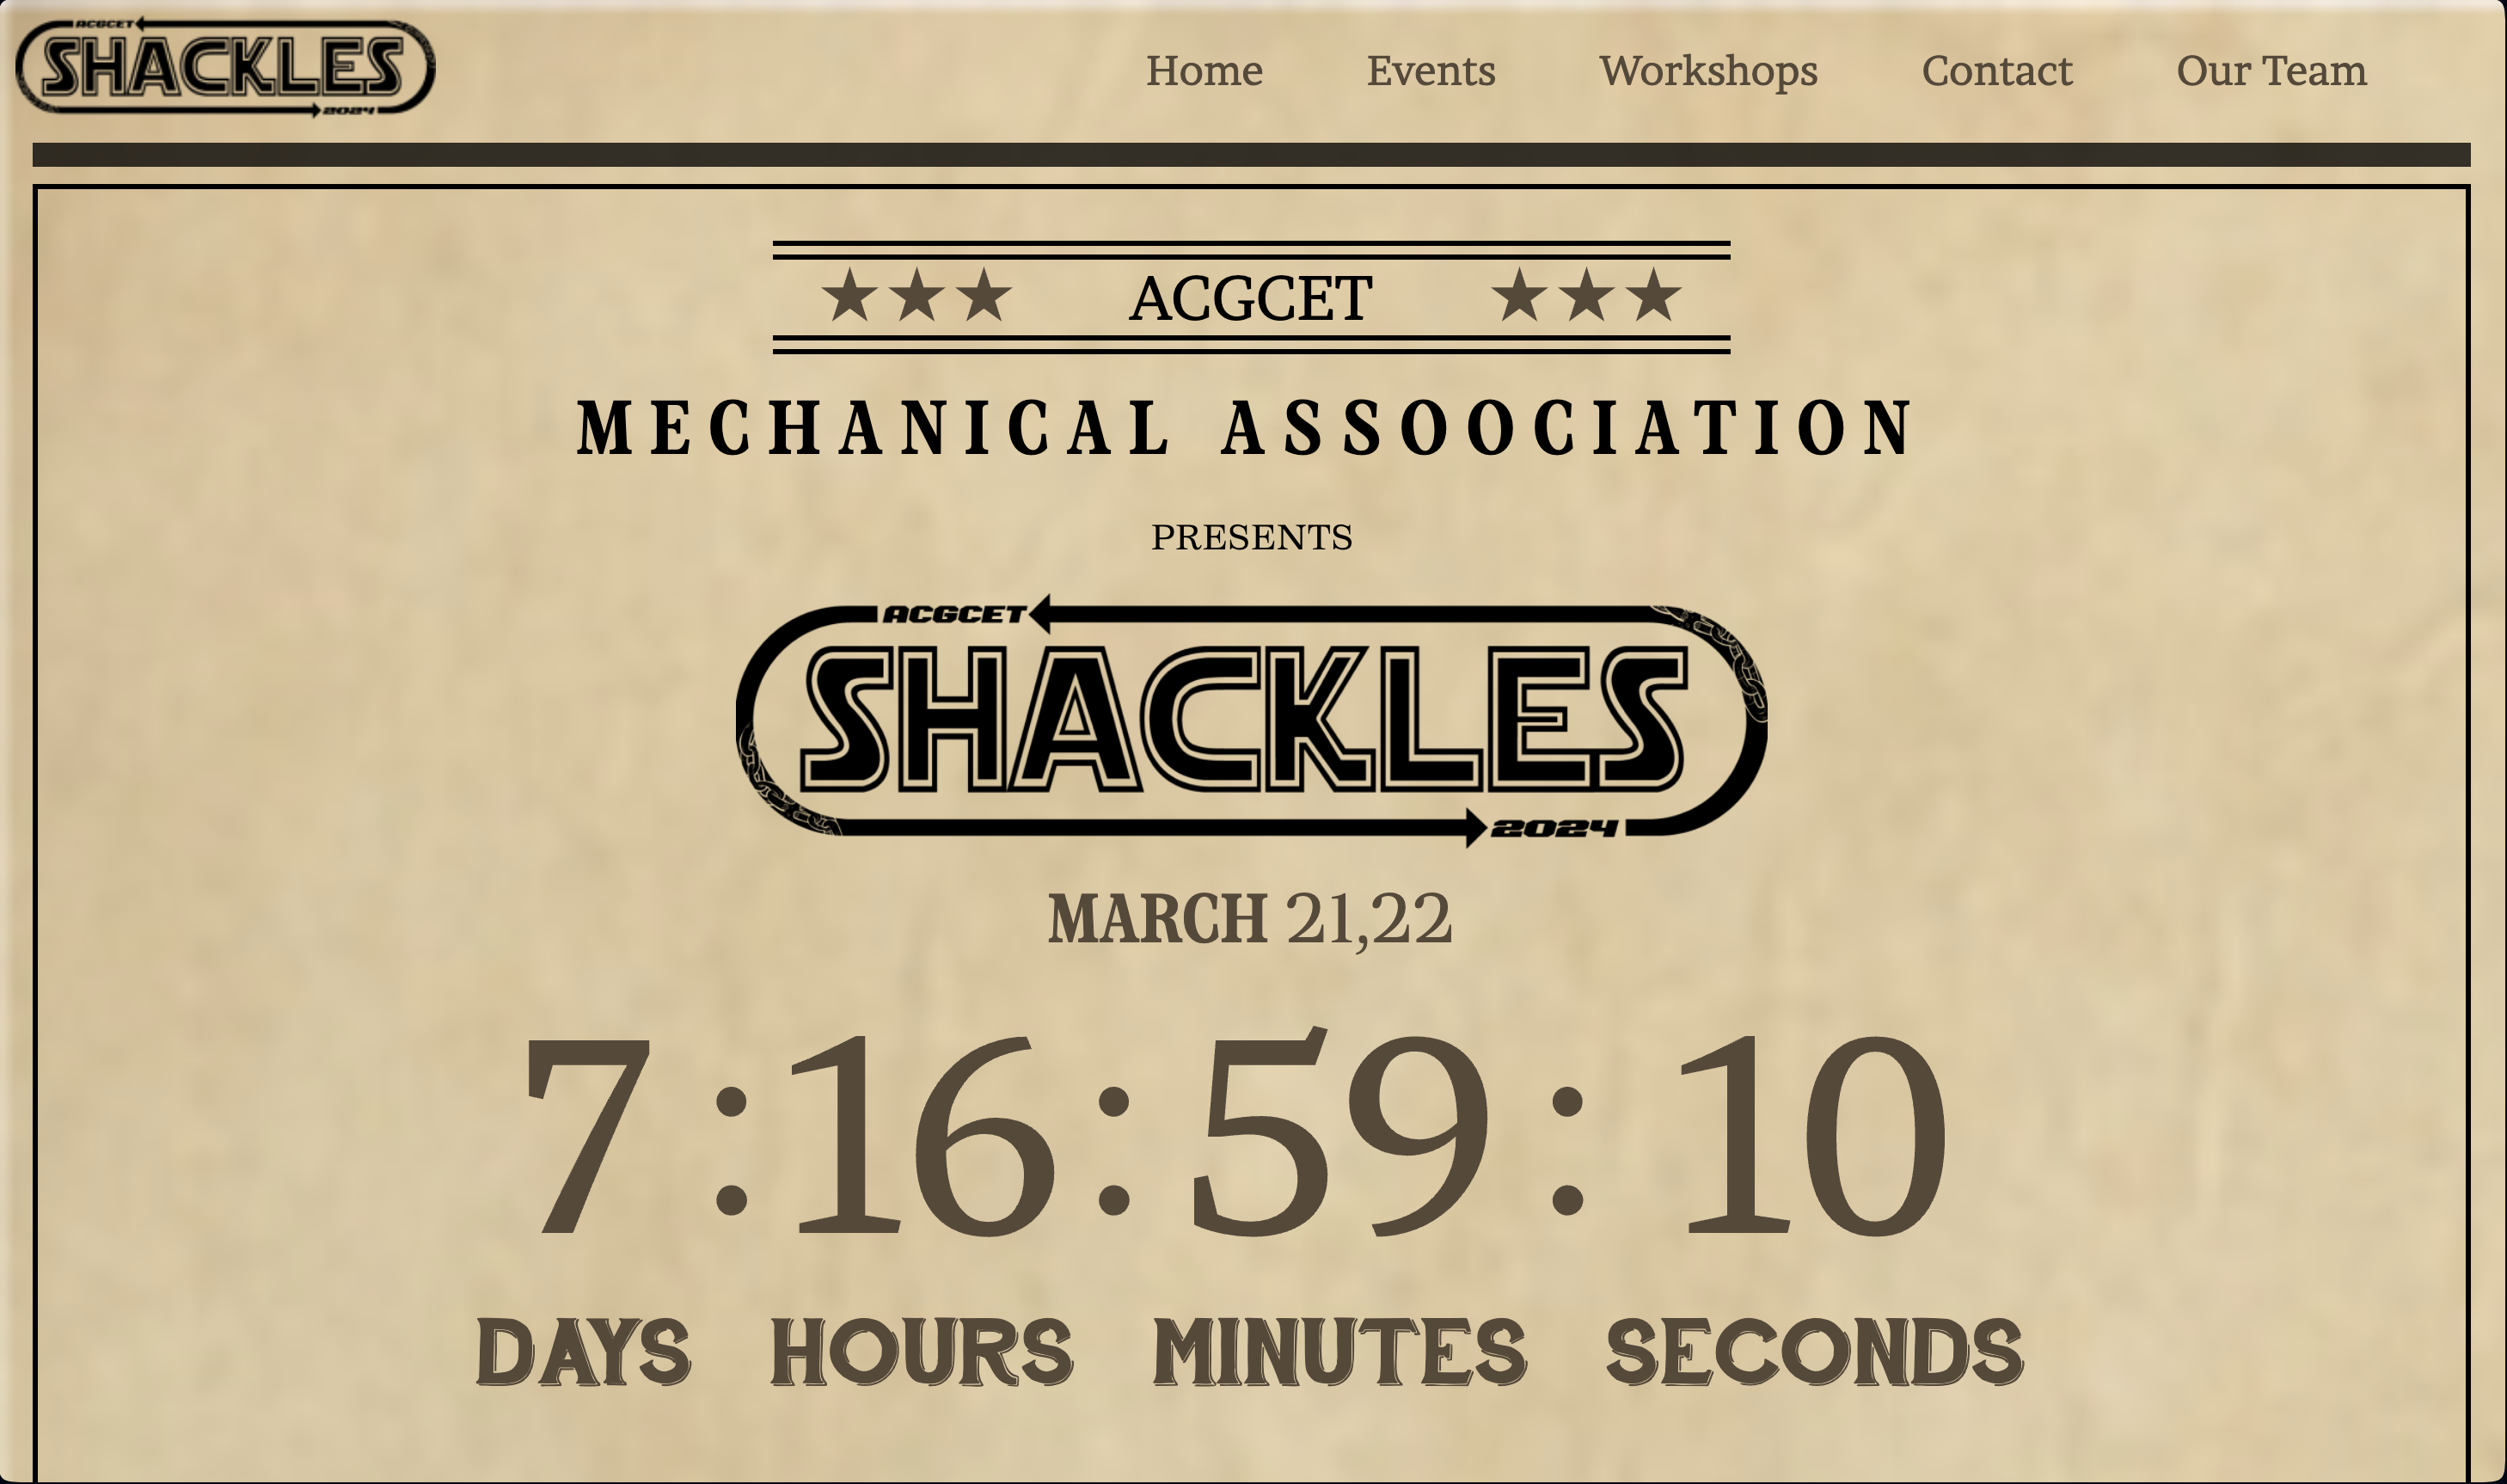 ACGCET
SHACKLES
2024
Home Events Workshops Contact Our Team
★★★ ACGCET ★★★
MECHANICAL ASSOOCIATION
PRESENTS
ACGCET
SHACKLES
2024
MARCH 21,22
7 : 16 : 59 : 10
DAYS HOURS MINUTES SECONDS